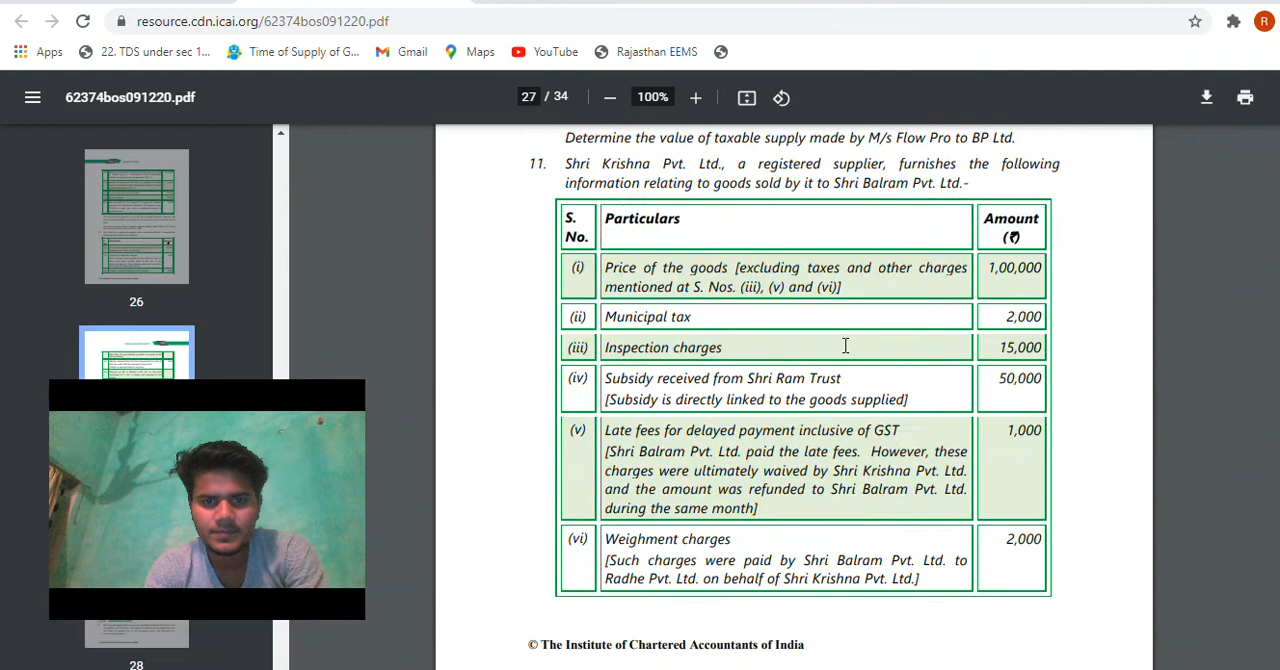 resource.cdn.icai.org/62374bos091220.pdf
R
Apps 22. TDS under sec 1... Time of Supply of G... Gmail Maps YouTube Rajasthan EEMS
62374bos091220.pdf 27 / 34 100%
26
28
Determine the value of taxable supply made by M/s Flow Pro to BP Ltd.
11. Shri Krishna Pvt. Ltd., a registered supplier, furnishes the following
information relating to goods sold by it to Shri Balram Pvt. Ltd.-
S. No. Particulars Amount (₹)
(i) Price of the goods [excluding taxes and other charges 1,00,000
mentioned at S. Nos. (iii), (v) and (vi)]
(ii) Municipal tax 2,000
(iii) Inspection charges 15,000
(iv) Subsidy received from Shri Ram Trust 50,000
[Subsidy is directly linked to the goods supplied]
(v) Late fees for delayed payment inclusive of GST 1,000
[Shri Balram Pvt. Ltd. paid the late fees. However, these
charges were ultimately waived by Shri Krishna Pvt. Ltd.
and the amount was refunded to Shri Balram Pvt. Ltd.
during the same month]
(vi) Weighment charges 2,000
[Such charges were paid by Shri Balram Pvt. Ltd. to
Radhe Pvt. Ltd. on behalf of Shri Krishna Pvt. Ltd.]
© The Institute of Chartered Accountants of India